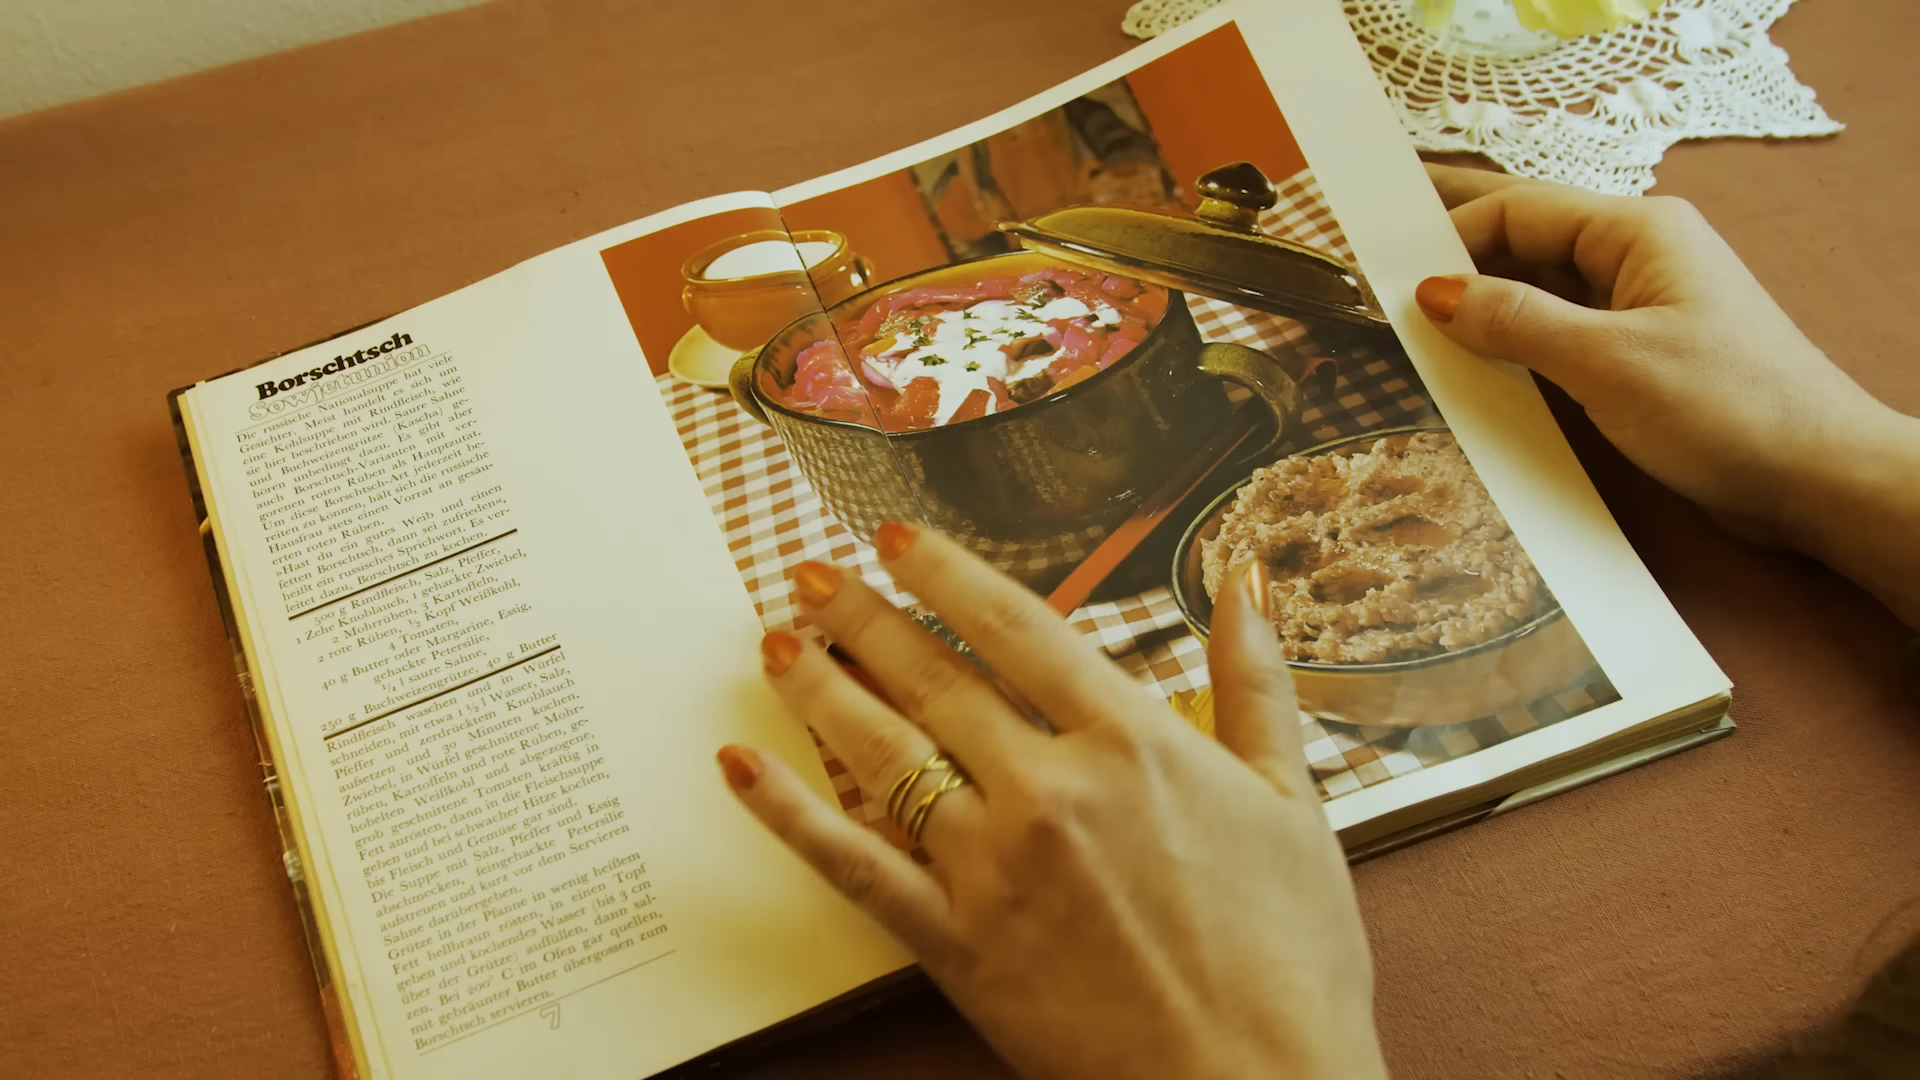 Borschtsch
Sowjetunion
Die russische Nationalsuppe hat viele
Gesichter. Meist handelt es sich um
eine Kohlsuppe mit Rindfleisch, wie
sie hier beschrieben wird. Saure Sahne
und Buchweizengrütze (Kascha) ge-
hören unbedingt dazu. Es gibt aber
auch Borschtsch-Varianten mit ver-
gorenen roten Rüben als Hauptzutat.
Um diese Borschtsch-Art jederzeit be-
reiten zu können, hält sich die russische
Hausfrau stets einen Vorrat an gesäu-
erten roten Rüben.
»Hast du ein gutes Weib und einen
fetten Borschtsch, dann sei zufrieden«,
heißt ein russisches Sprichwort. Es ver-
leitet dazu, Borschtsch zu kochen.
500 g Rindfleisch, Salz, Pfeffer,
1 Zehe Knoblauch, 1 gehackte Zwiebel,
2 Mohrrüben, 3 Kartoffeln,
2 rote Rüben, ½ Kopf Weißkohl,
4 Tomaten,
40 g Butter oder Margarine, Essig,
gehackte Petersilie,
¼ l saure Sahne,
250 g Buchweizengrütze, 40 g Butter
Rindfleisch waschen und in Würfel
schneiden, mit etwa 1 ½ l Wasser, Salz,
Pfeffer und zerdrücktem Knoblauch
aufsetzen und 30 Minuten kochen.
Zwiebel, in Würfel geschnittene Mohr-
rüben, Kartoffeln und rote Rüben, ge-
hobelten Weißkohl und abgezogene,
grob geschnittene Tomaten kräftig in
Fett anrösten, dann in die Fleischsuppe
geben und bei schwacher Hitze kochen,
bis Fleisch und Gemüse gar sind.
Die Suppe mit Salz, Pfeffer und Essig
abschmecken, feingehackte Petersilie
aufstreuen und kurz vor dem Servieren
Sahne darübergeben.
Grütze in der Pfanne in wenig heißem
Fett hellbraun rösten, in einen Topf
geben und kochendes Wasser (bis 3 cm
über der Grütze) auffüllen, dann sal-
zen. Bei 200° C im Ofen gar quellen,
mit gebräunter Butter übergossen zum
Borschtsch servieren.
7